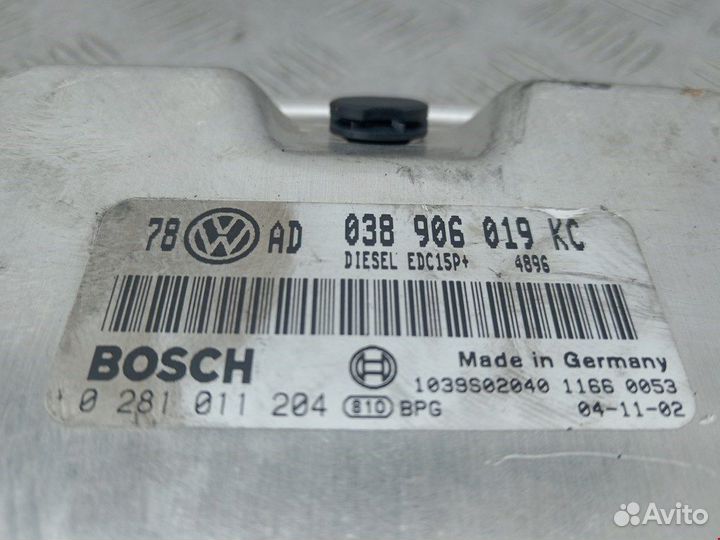 78 VW AD 038 906 019 KC
DIESEL EDC15P+ 4896
BOSCH
Made in Germany
1039S02040 1166 0053
0 281 011 204 810 BPG 04-11-02
Avito